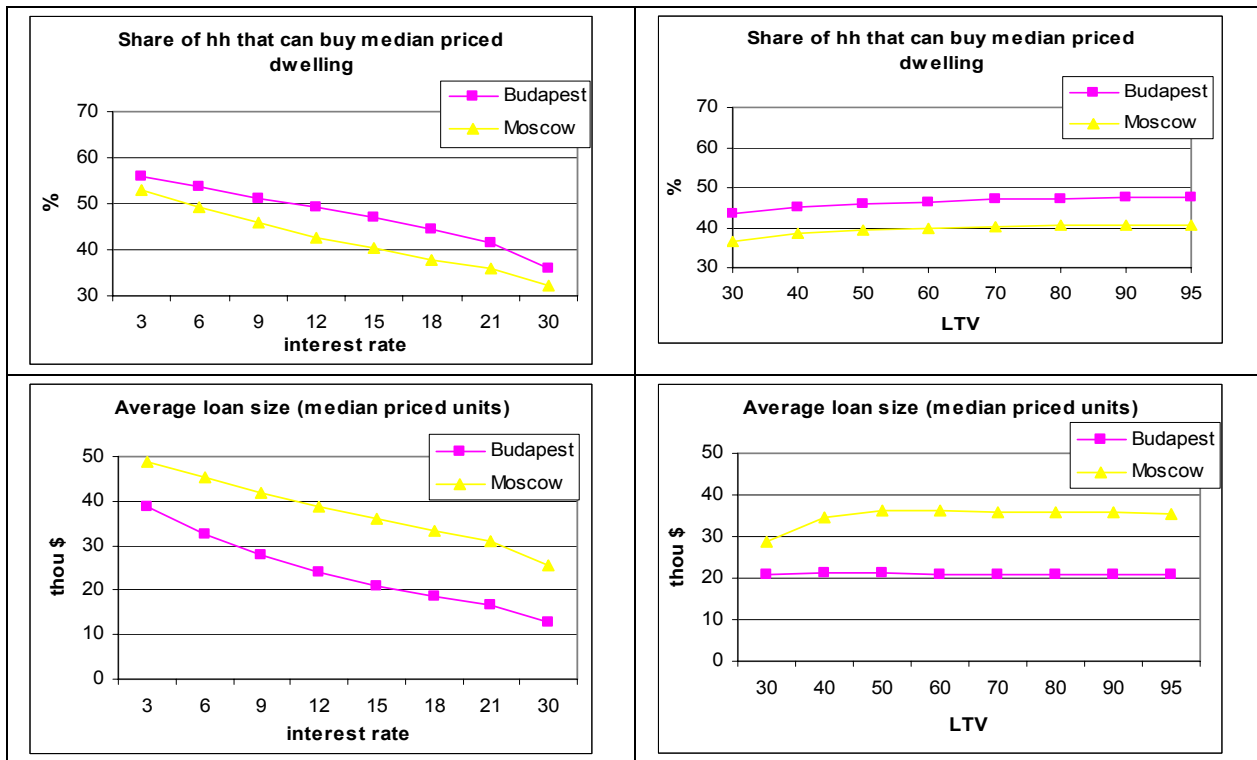 Share of hh that can buy median priced
dwelling
Budapest
Moscow
70
60
50
40
30
%
3 6 9 12 15 18 21 30
interest rate
Share of hh that can buy median priced
dwelling
Budapest
Moscow
70
60
50
40
30
%
30 40 50 60 70 80 90 95
LTV
Average loan size (median priced units)
Budapest
Moscow
50
40
30
20
10
0
thou $
3 6 9 12 15 18 21 30
interest rate
Average loan size (median priced units)
Budapest
Moscow
50
40
30
20
10
0
thou $
30 40 50 60 70 80 90 95
LTV